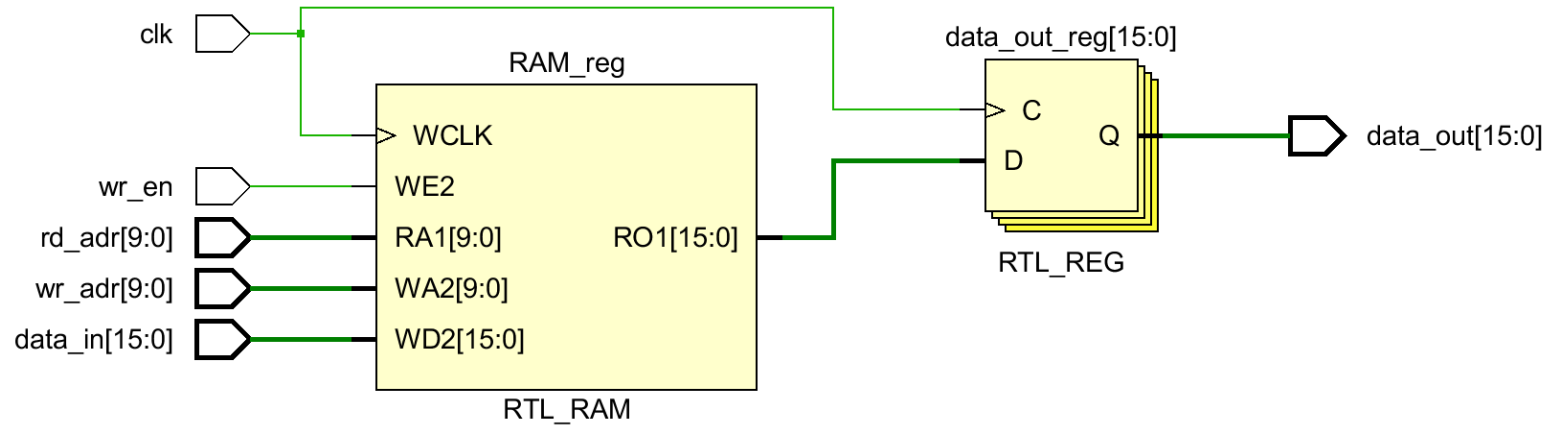 clk
data_out_reg[15:0]
RAM_reg
C
WCLK
Q
data_out[15:0]
D
wr_en
WE2
rd_adr[9:0]
RA1[9:0]
RO1[15:0]
RTL_REG
wr_adr[9:0]
WA2[9:0]
data_in[15:0]
WD2[15:0]
RTL_RAM